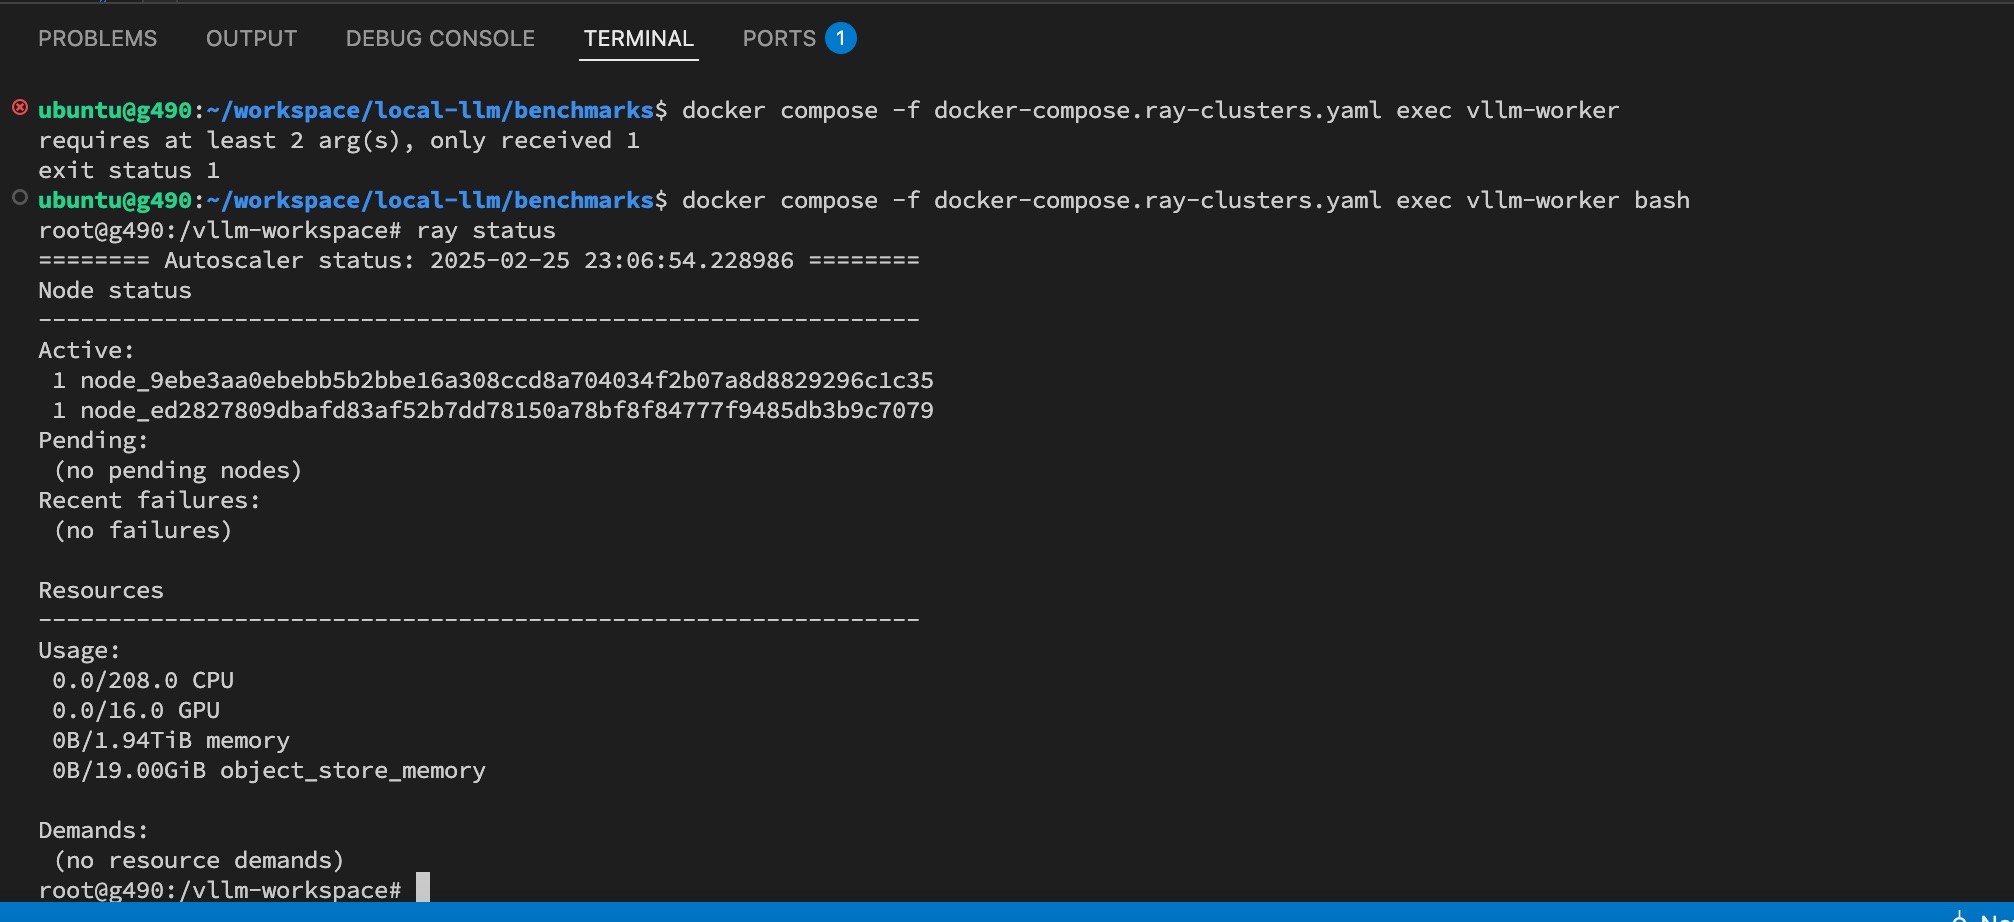 PROBLEMS OUTPUT DEBUG CONSOLE TERMINAL PORTS 1
ubuntu@g490:~/workspace/local-llm/benchmarks$ docker compose -f docker-compose.ray-clusters.yaml exec vllm-worker
requires at least 2 arg(s), only received 1
exit status 1
ubuntu@g490:~/workspace/local-llm/benchmarks$ docker compose -f docker-compose.ray-clusters.yaml exec vllm-worker bash
root@g490:/vllm-workspace# ray status
======== Autoscaler status: 2025-02-25 23:06:54.228986 ========
Node status
---------------------------------------------------------------
Active:
 1 node_9ebe3aa0ebebb5b2bbe16a308ccd8a704034f2b07a8d8829296c1c35
 1 node_ed2827809dbafd83af52b7dd78150a78bf8f84777f9485db3b9c7079
Pending:
 (no pending nodes)
Recent failures:
 (no failures)

Resources
---------------------------------------------------------------
Usage:
 0.0/208.0 CPU
 0.0/16.0 GPU
 0B/1.94TiB memory
 0B/19.00GiB object_store_memory

Demands:
 (no resource demands)
root@g490:/vllm-workspace#